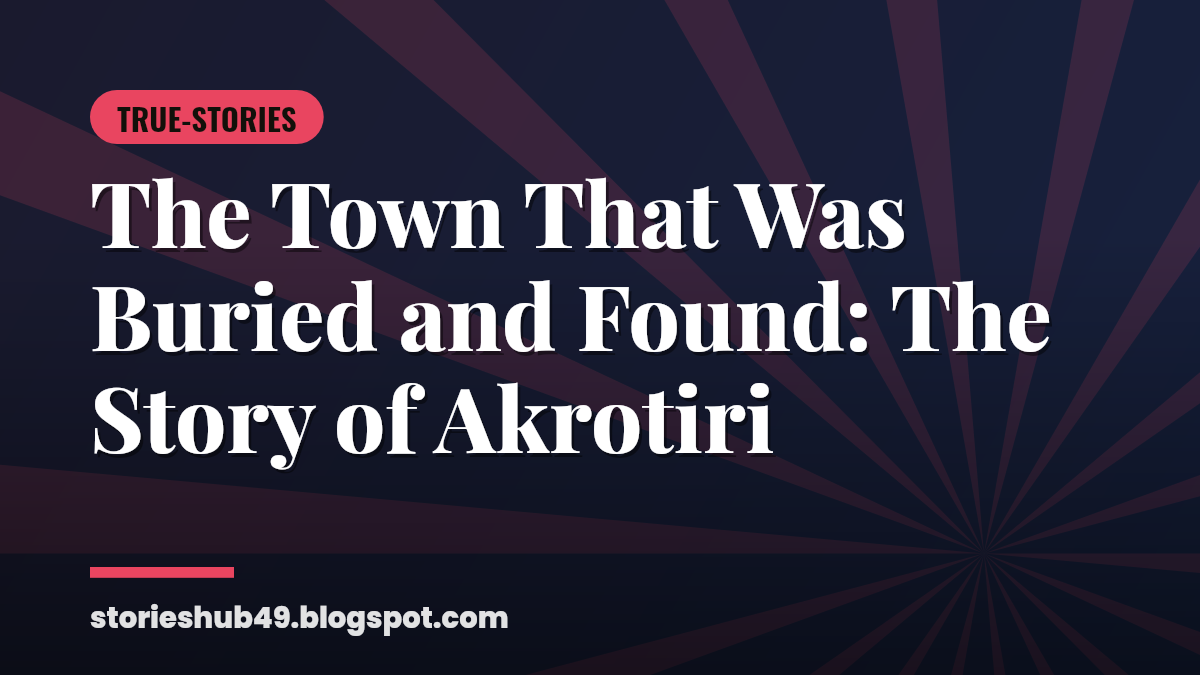 TRUE-STORIES
The Town That Was
Buried and Found: The
Story of Akrotiri
storieshub49.blogspot.com